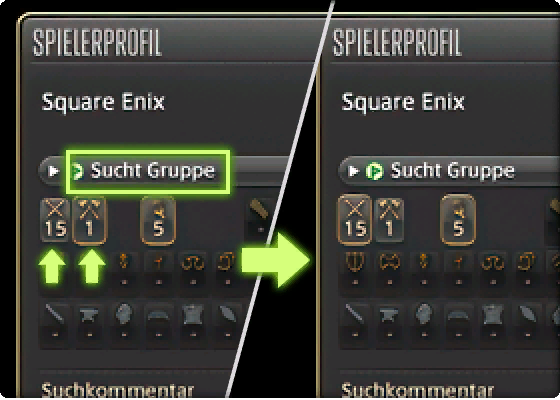 SPIELERPROFIL
Square Enix
Sucht Gruppe
15 1 5
Suchkommentar
SPIELERPROFIL
Square Enix
Sucht Gruppe
15 1 5
Suchkommentar